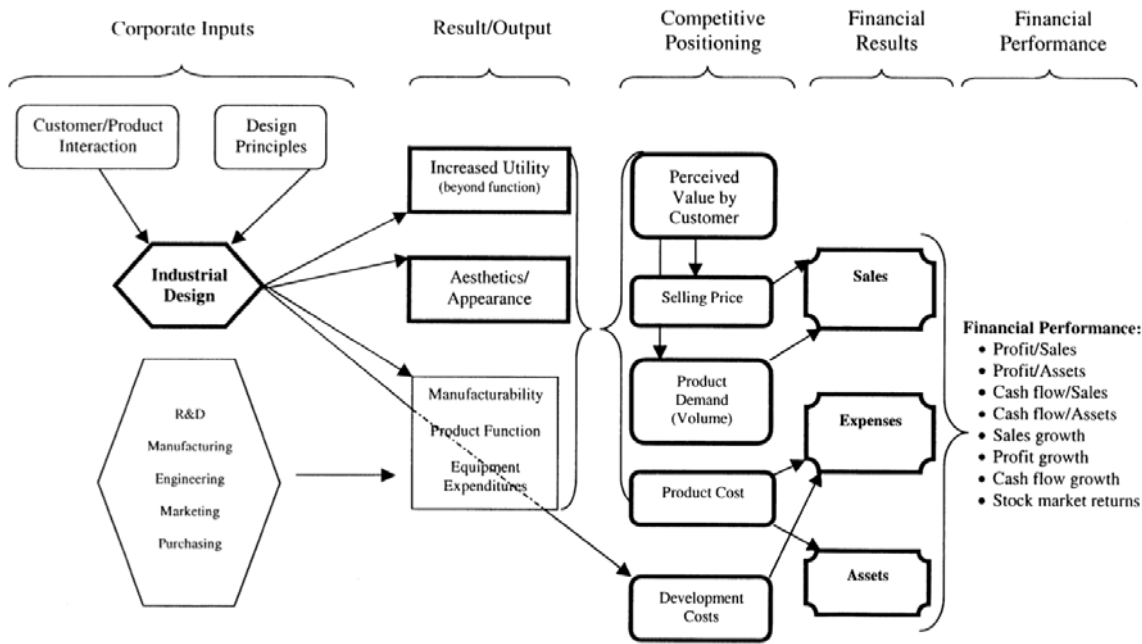 Corporate Inputs
Result/Output
Competitive
Positioning
Financial
Results
Financial
Performance
Customer/Product
Interaction
Design
Principles
Industrial
Design
R&D
Manufacturing
Engineering
Marketing
Purchasing
Increased Utility
(beyond function)
Aesthetics/
Appearance
Manufacturability
Product Function
Equipment
Expenditures
Perceived
Value by
Customer
Selling Price
Product
Demand
(Volume)
Product Cost
Development
Costs
Sales
Expenses
Assets
Financial Performance:
• Profit/Sales
• Profit/Assets
• Cash flow/Sales
• Cash flow/Assets
• Sales growth
• Profit growth
• Cash flow growth
• Stock market returns